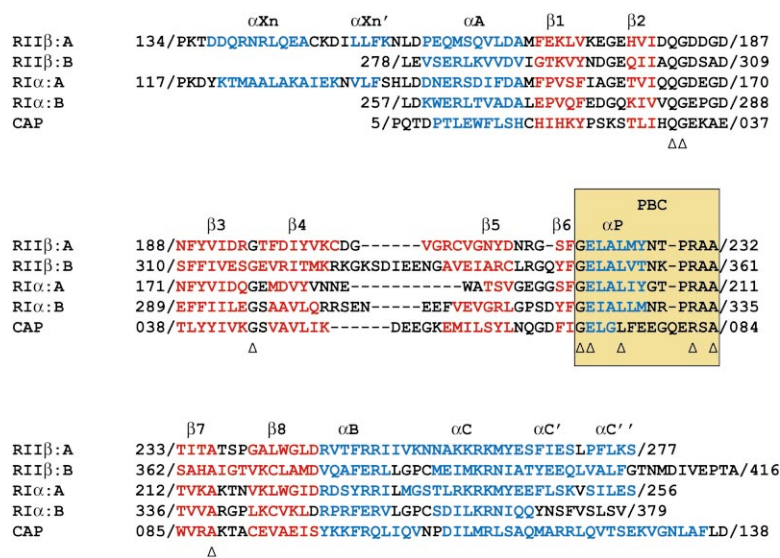 αXn αXn' αA β1 β2
RIIβ:A 134/PKTDDQRNRLQEACKDILLFKNLDPEQMSQVLDAMFEKLVKEGEHVIDQGDDGD/187
RIIβ:B 278/LEVSERLKVVDVIGTKVYNDGEQIIAQGDSAD/309
RIα:A 117/PKDYKTMAALAKAIEKNVLFSHLDDNERSDIFDAMFPVSFIAGETVIQQGDEGD/170
RIα:B 257/LDKWERLTVADALEPVQFEDGQKIVVQGEPGD/288
CAP 5/PQTDPTLEWFLSHCHIHKYPSKSTLIHQGEKAE/037
Δ Δ
PBC
β3 β4 β5 β6 αP
RIIβ:A 188/NFYVIDRGTFDIYVKCDG------VGRCVGNYDNRG-SFGELALMYNT-PRAA/232
RIIβ:B 310/SFFIVESGEVRITMKRKGKSDIEENGAVEIARCLRGQYFGELALVTNK-PRAA/361
RIα:A 171/NFYVIDQGEMDVYVNNE---------WATSVGEGGSFGELALIYGT-PRAA/211
RIα:B 289/EFFIILEGSAAVLQRRSEN----EEFVEVGRLGPSDYFGEIALLMNR-PRAA/335
CAP 038/TLYYIVKGSVAVLIK-----DEEGKEMILSYLNQGDFIGELGLFEEGQERSA/084
Δ Δ Δ Δ Δ Δ
β7 β8 αB αC αC' αC''
RIIβ:A 233/TITATSPGALWGLDRVTFRRIIVKNNAKKRKMYESFIESLPFLKS/277
RIIβ:B 362/SAHAIGTVKCLAMDVQAFERLLGPCMEIMKRNIATYEEQLVALFGTNMDIVEPTA/416
RIα:A 212/TVKAKTNVKLWGIDRDSYRRILMGSTLRKRKMYEEFLSKVSILES/256
RIα:B 336/TVVARGPLKCVKLDRPRFERVLGPCSDILKRNIQQYNSFVSLSV/379
CAP 085/WVRAKTACEVAEISYKKFRQLIQVNPDILMRLSAQMARRLQVTSEKVGNLAFLD/138
Δ